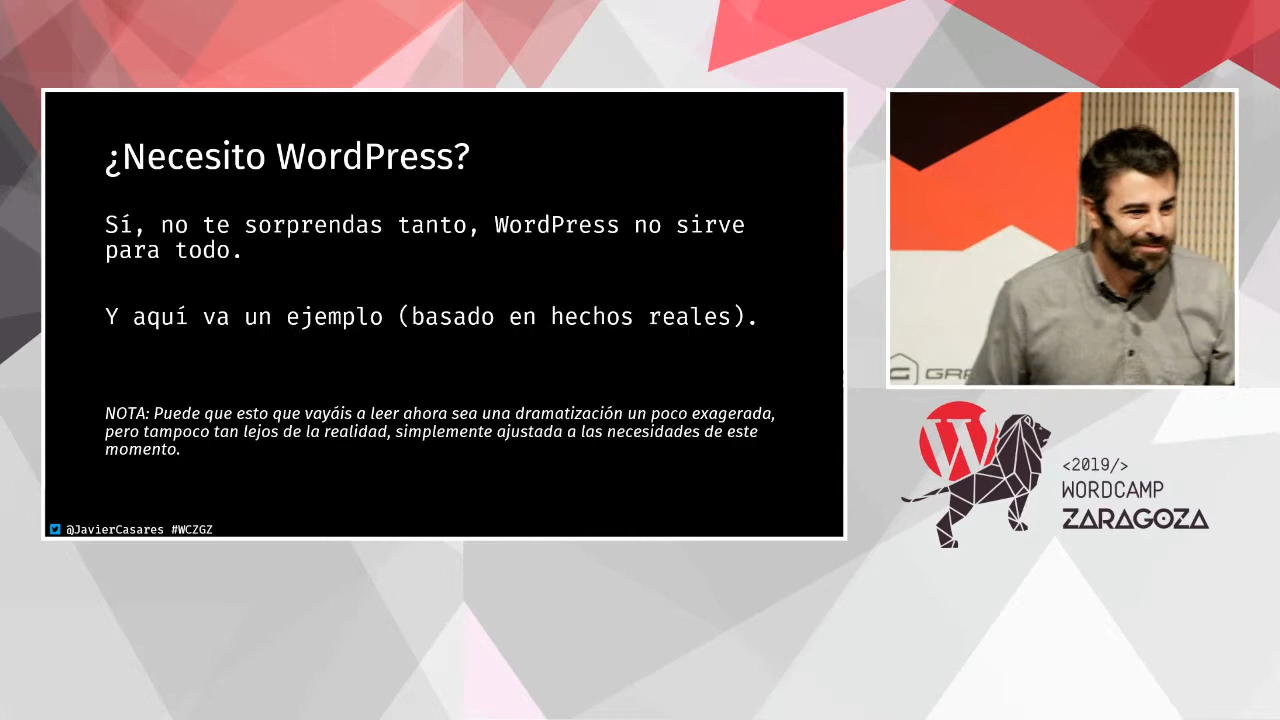 ¿Necesito WordPress?
Sí, no te sorprendas tanto, WordPress no sirve
para todo.
Y aquí va un ejemplo (basado en hechos reales).
NOTA: Puede que esto que vayáis a leer ahora sea una dramatización un poco exagerada,
pero tampoco tan lejos de la realidad, simplemente ajustada a las necesidades de este
momento.
@JavierCasares #WCZGZ
<2019/>
WORDCAMP
ZARAGOZA